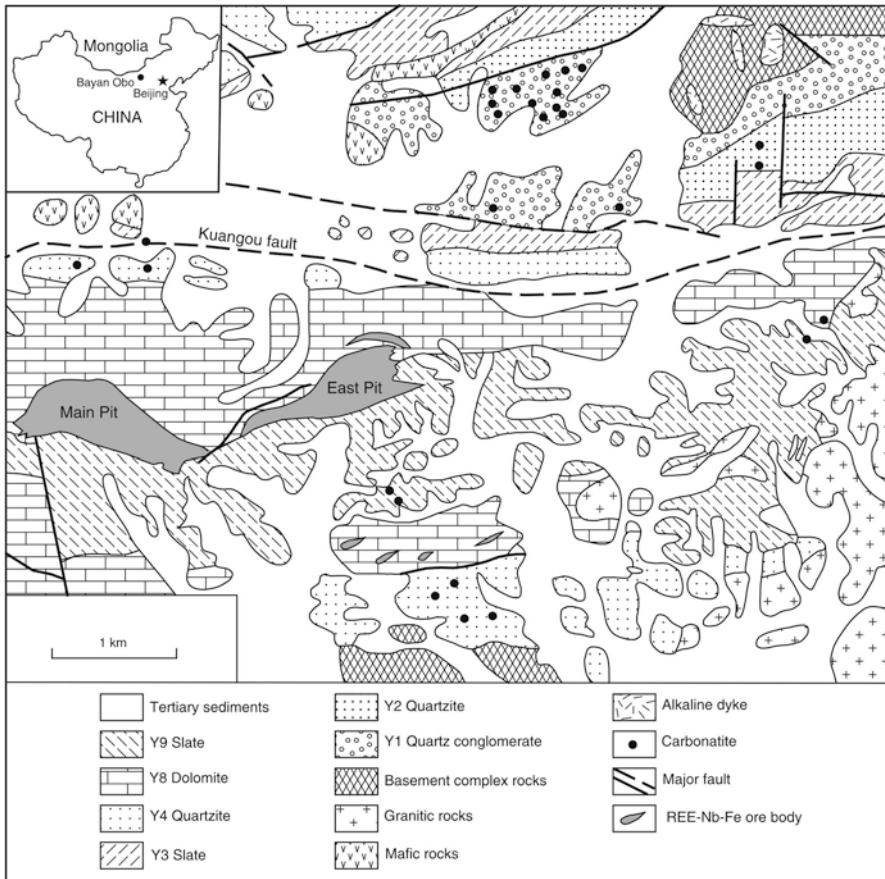 Mongolia
Bayan Obo
Beijing
CHINA
Kuangou fault
East Pit
Main Pit
1 km
Tertiary sediments
Y9 Slate
Y8 Dolomite
Y4 Quartzite
Y3 Slate
Y2 Quartzite
Y1 Quartz conglomerate
Basement complex rocks
Granitic rocks
Mafic rocks
Alkaline dyke
Carbonatite
Major fault
REE-Nb-Fe ore body